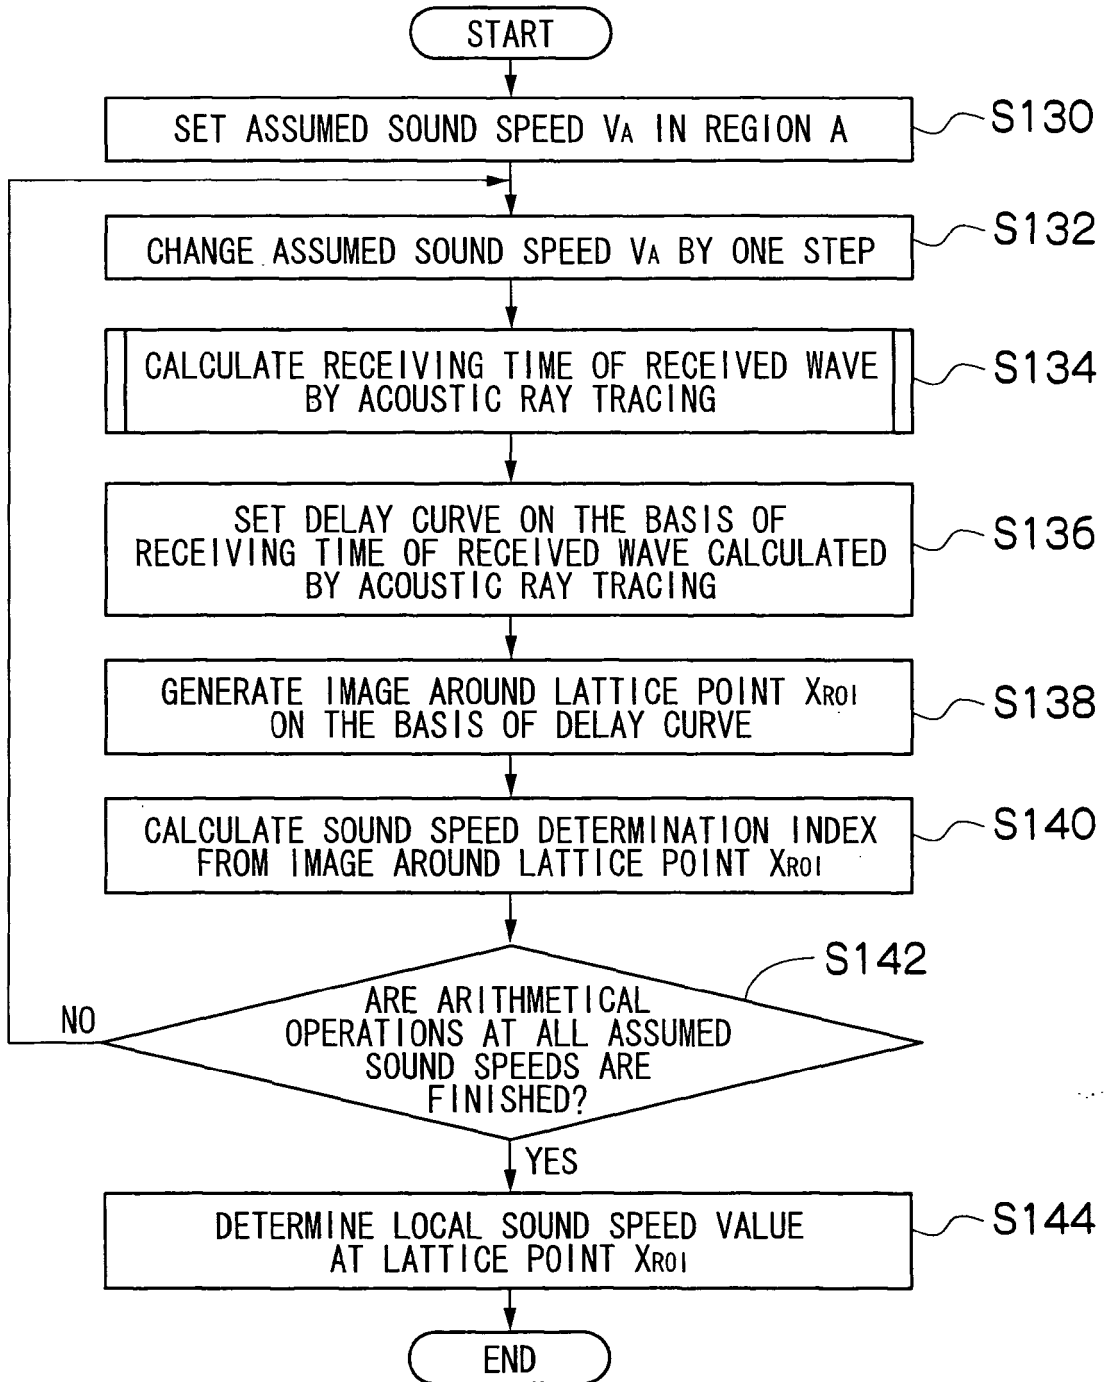 START
SET ASSUMED SOUND SPEED VA IN REGION A
S130
CHANGE ASSUMED SOUND SPEED VA BY ONE STEP
S132
CALCULATE RECEIVING TIME OF RECEIVED WAVE
BY ACOUSTIC RAY TRACING
S134
SET DELAY CURVE ON THE BASIS OF
RECEIVING TIME OF RECEIVED WAVE CALCULATED
BY ACOUSTIC RAY TRACING
S136
GENERATE IMAGE AROUND LATTICE POINT XROI
ON THE BASIS OF DELAY CURVE
S138
CALCULATE SOUND SPEED DETERMINATION INDEX
FROM IMAGE AROUND LATTICE POINT XROI
S140
S142
ARE ARITHMETICAL
OPERATIONS AT ALL ASSUMED
SOUND SPEEDS ARE
FINISHED?
NO
YES
DETERMINE LOCAL SOUND SPEED VALUE
AT LATTICE POINT XROI
S144
END